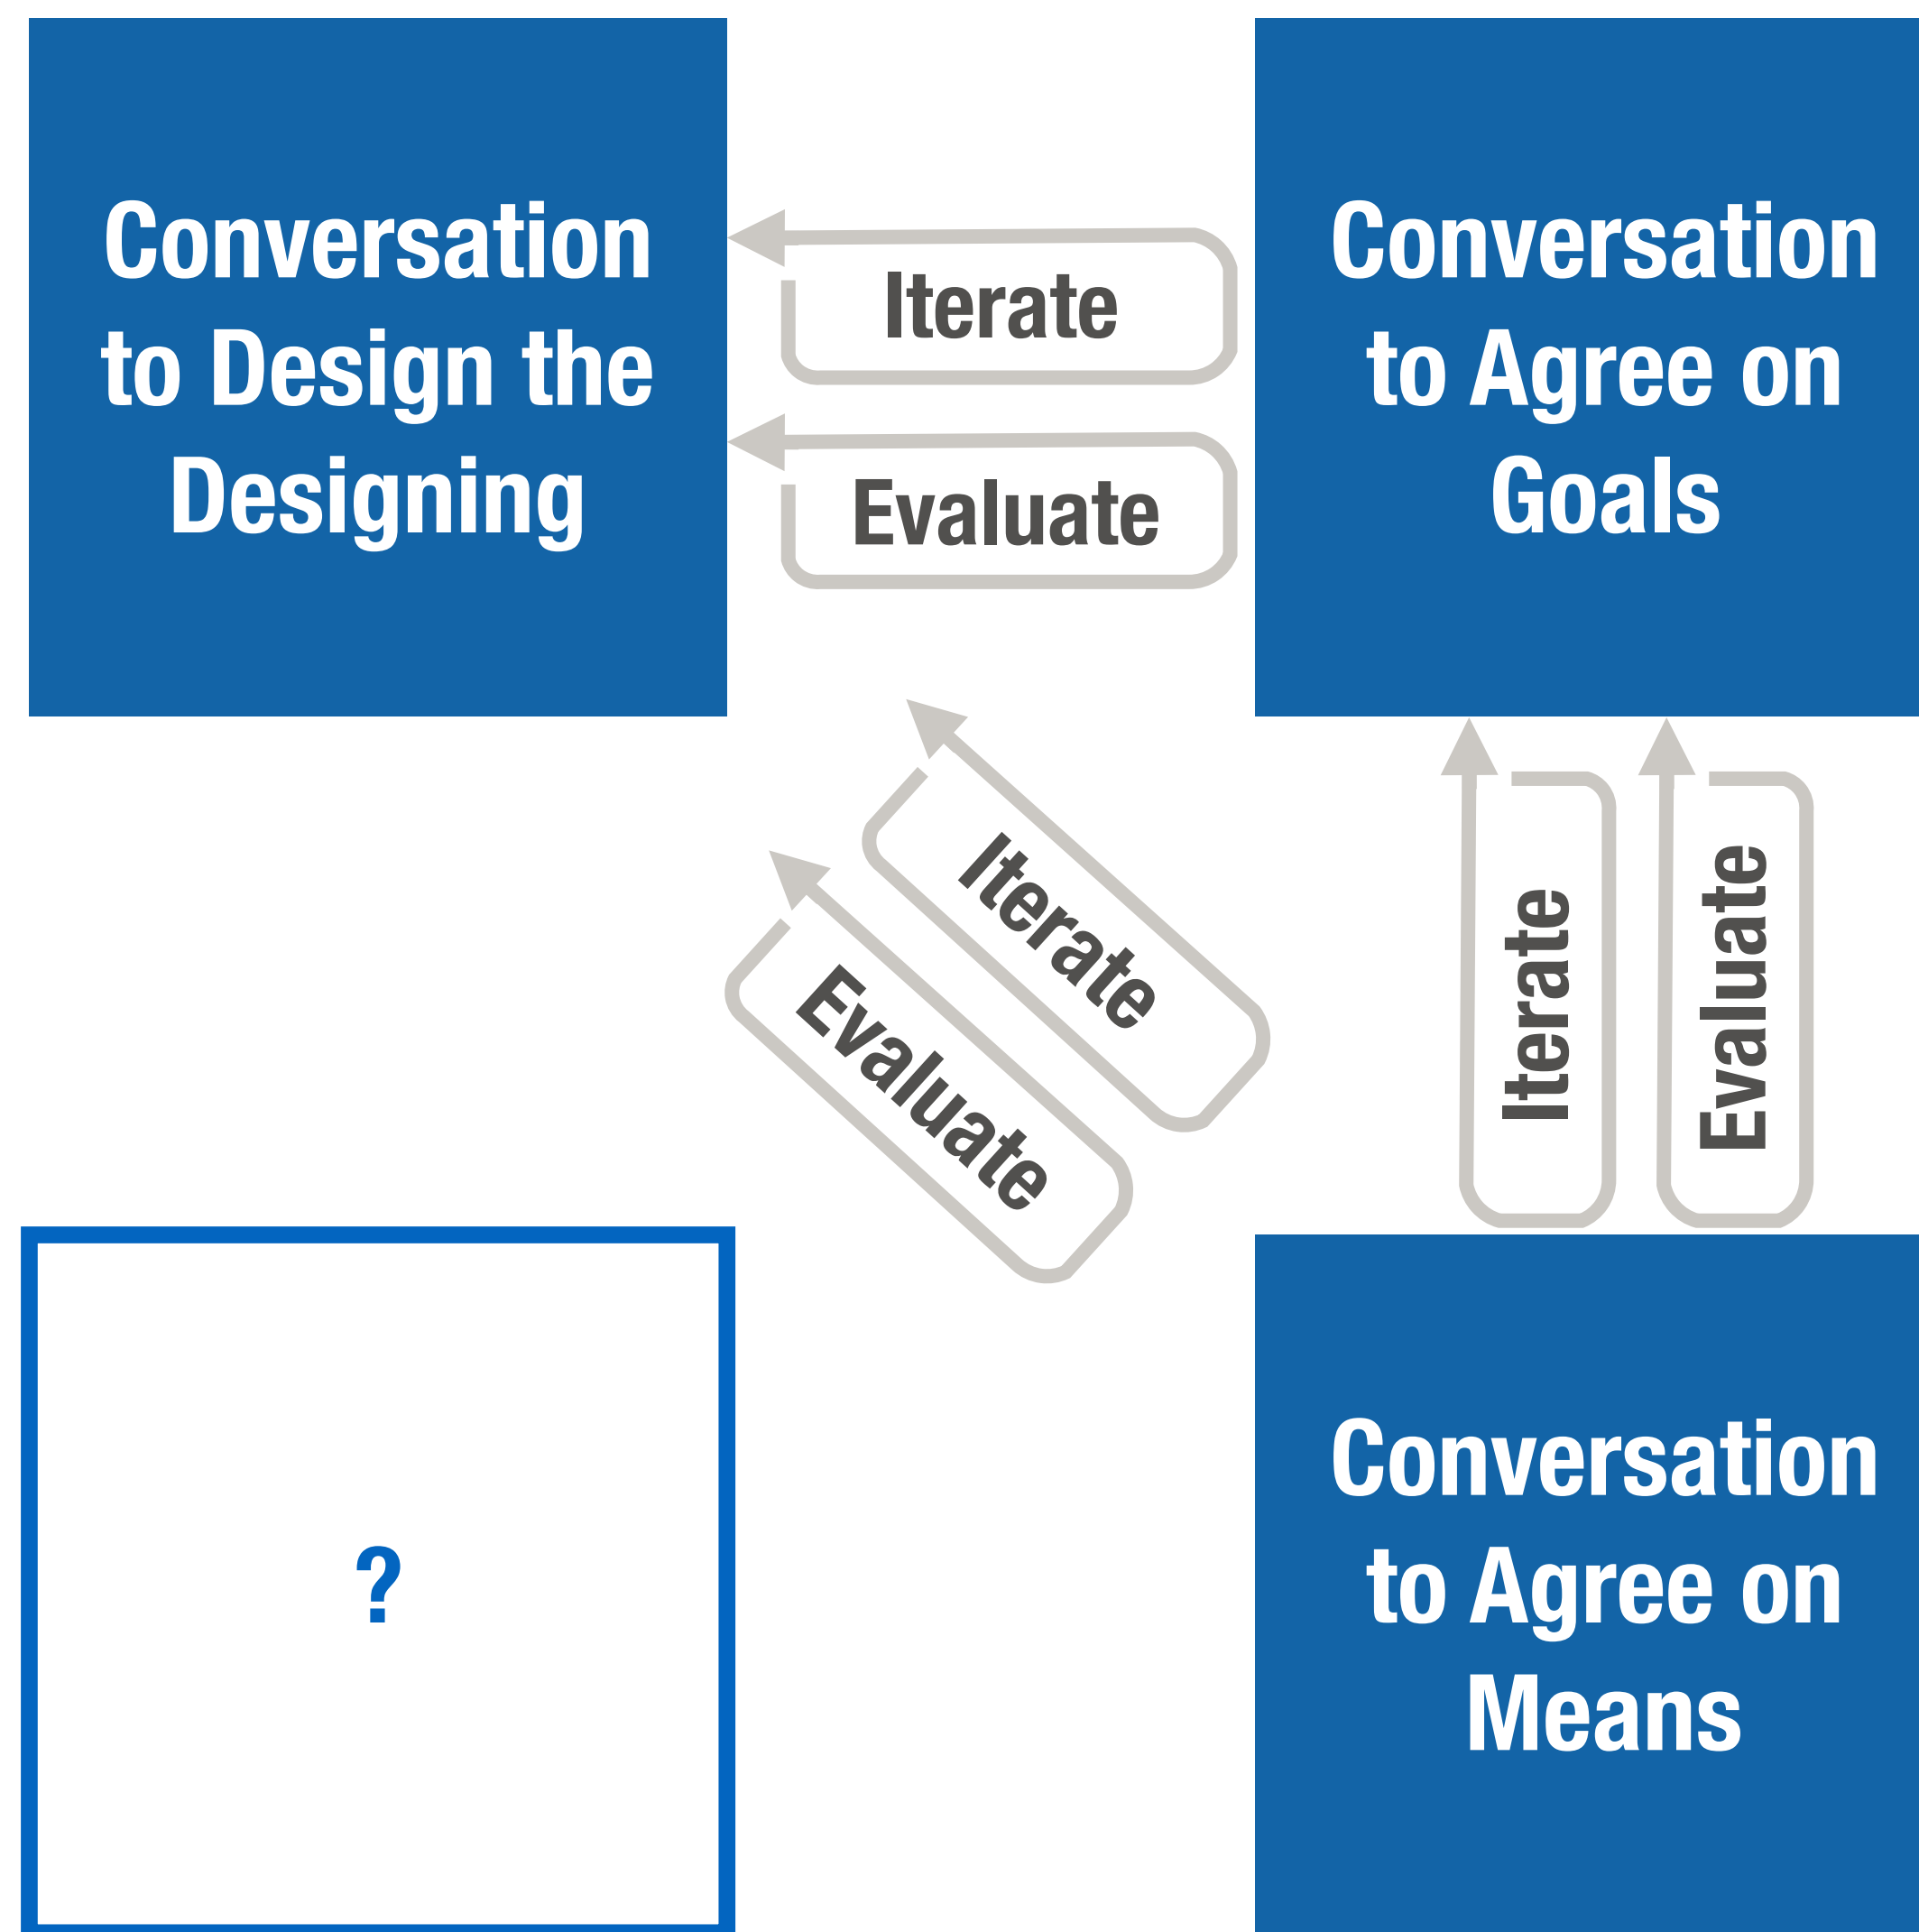 Conversation
to Design the
Designing
Iterate
Evaluate
Conversation
to Agree on
Goals
Iterate
Evaluate
Iterate
Evaluate
?
Conversation
to Agree on
Means